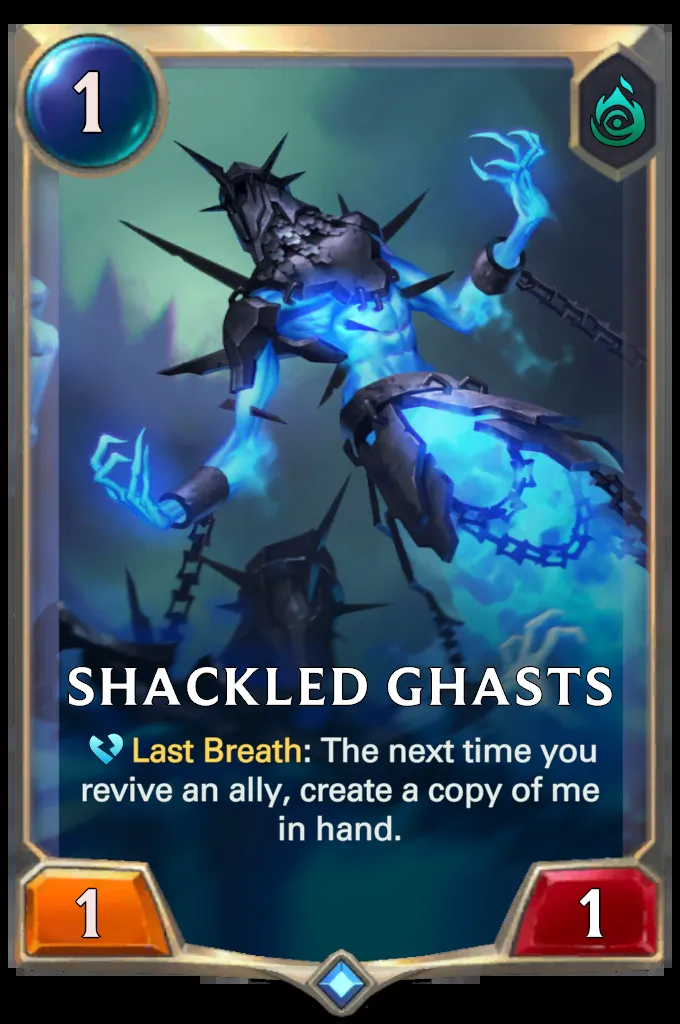 1
SHACKLED GHASTS
Last Breath: The next time you
revive an ally, create a copy of me
in hand.
1
1